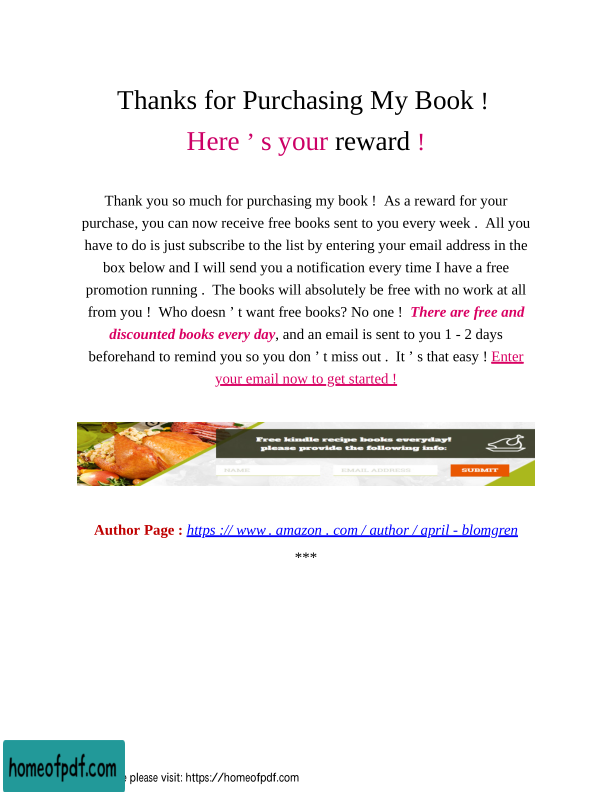 Thanks for Purchasing My Book !
Here ’ s your reward !
Thank you so much for purchasing my book !  As a reward for your
purchase, you can now receive free books sent to you every week .  All you
have to do is just subscribe to the list by entering your email address in the
box below and I will send you a notification every time I have a free
promotion running .  The books will absolutely be free with no work at all
from you !  Who doesn ’ t want free books? No one !  There are free and
discounted books every day, and an email is sent to you 1 - 2 days
beforehand to remind you so you don ’ t miss out .  It ’ s that easy ! Enter
your email now to get started !
Free kindle recipe books everyday!
please provide the following info:
NAME EMAIL ADDRESS SUBMIT
Author Page : https :// www . amazon . com / author / april - blomgren
***
homeofpdf.com
please visit: https://homeofpdf.com